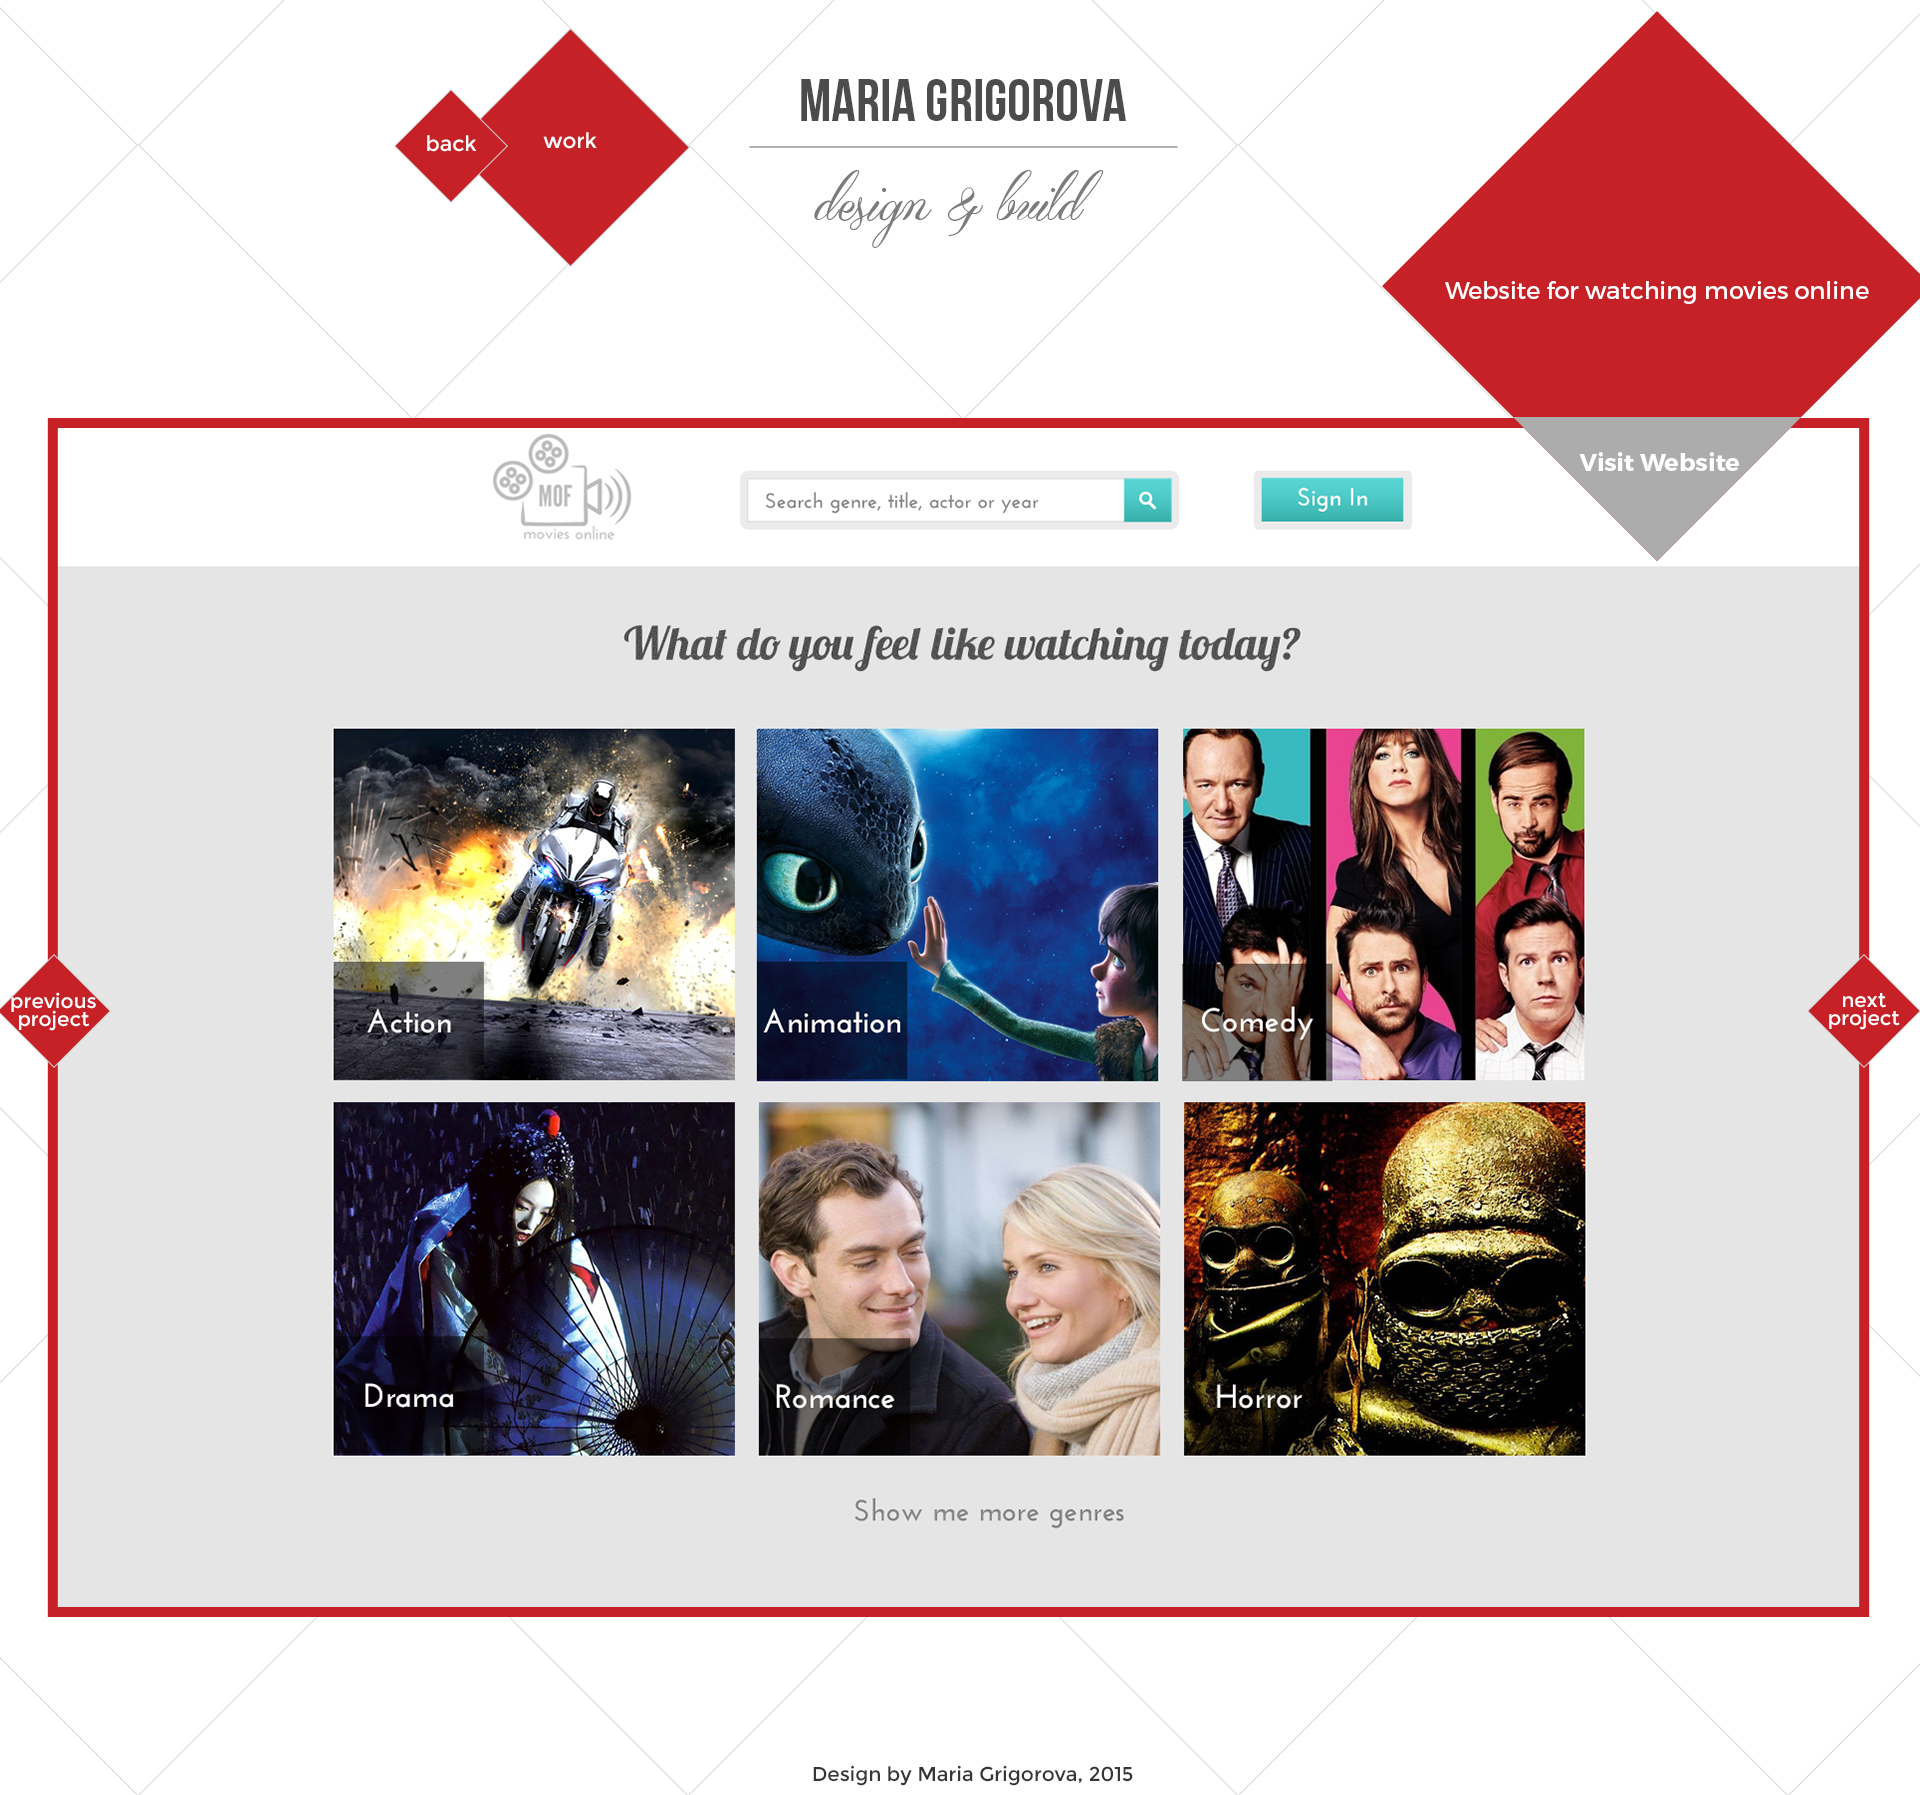 MARIA GRIGOROVA
back
work
design & build
Website for watching movies online
Visit Website
MOF
movies online
Search genre, title, actor or year
Sign In
What do you feel like watching today?
Action
Animation
Comedy
previous
project
next
project
Drama
Romance
Horror
Show me more genres
Design by Maria Grigorova, 2015